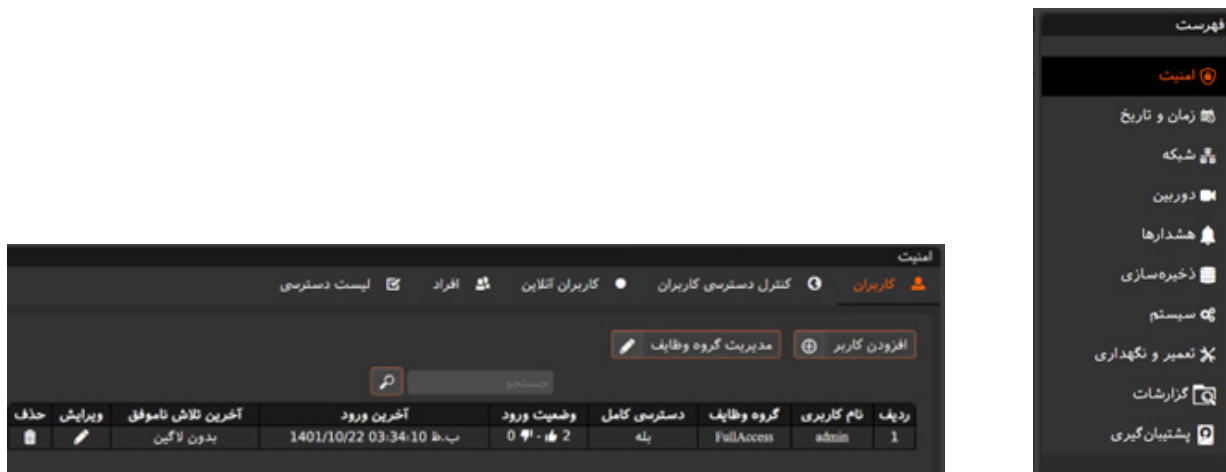 فهرست
امنیت
زمان و تاریخ
شبکه
دوربین
هشدارها
ذخیره‌سازی
سیستم
تعمیر و نگهداری
گزارشات
پشتیبان‌گیری
امنیت
کاربران کنترل دسترسی کاربران کاربران آنلاین افراد لیست دسترسی
افزودن کاربر مدیریت گروه وظایف
جستجو
ردیف نام کاربری گروه وظایف دسترسی کامل وضعیت ورود آخرین ورود آخرین تلاش ناموفق ویرایش حذف
1 admin FullAccess بله 2 - 0 1401/10/22 03:34:10 ب.ظ بدون لاگین